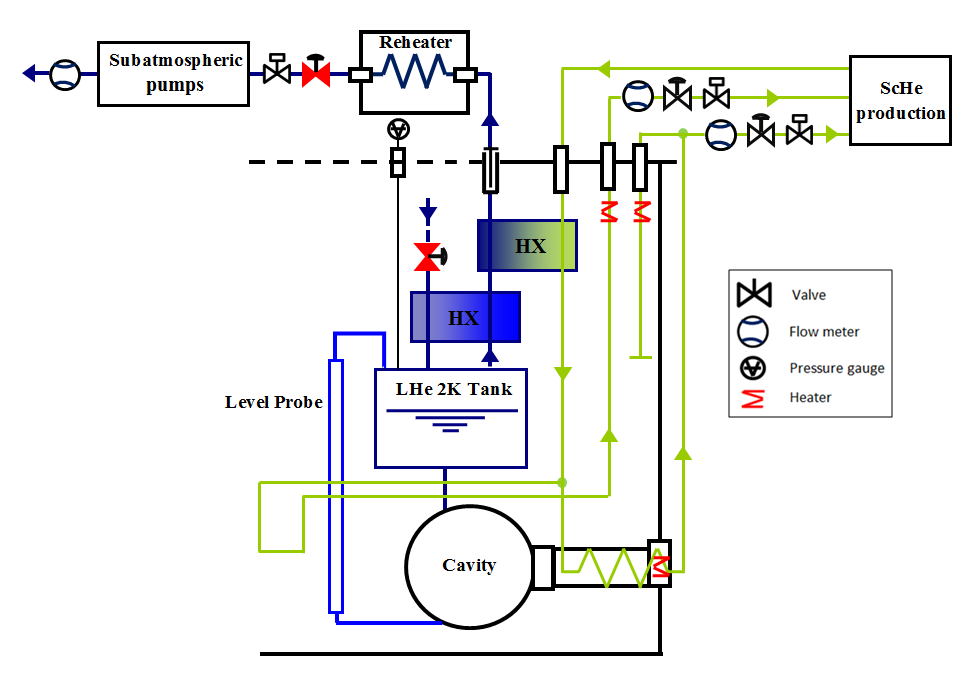 Reheater
Subatmospheric
pumps
ScHe
production
HX
HX
LHe 2K Tank
Level Probe
Cavity
Valve
Flow meter
Pressure gauge
Heater